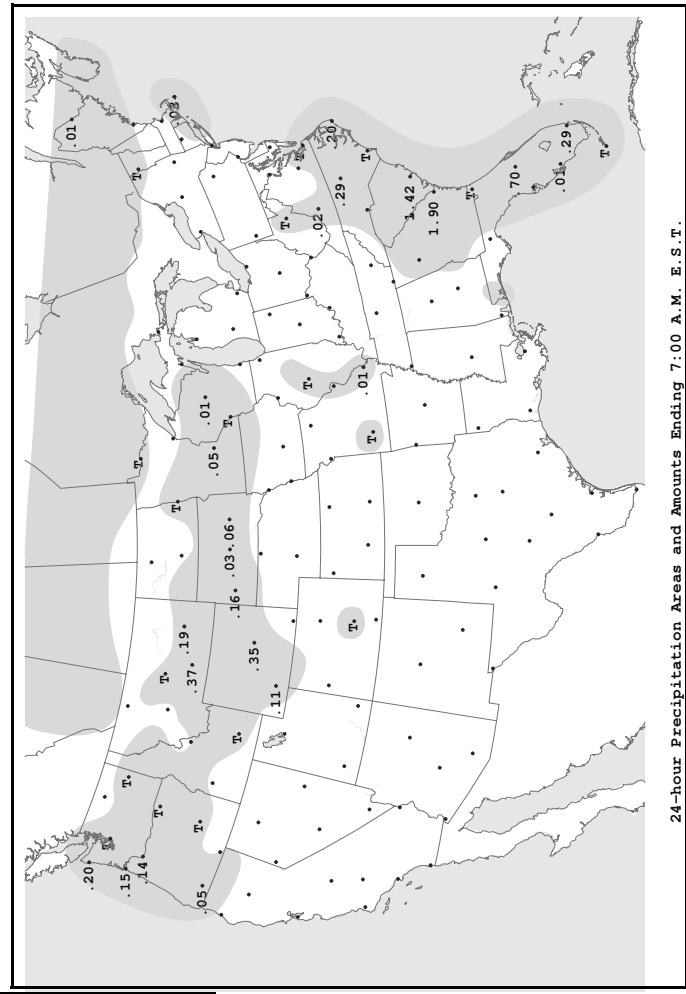 .01
.20
T
.15
T
T
T
.14
T
T
.03
T
.19
.37
T
.05
.01
.05
T
.16
.03
.06
T
.35
.11
T
T
T
.02
.20
.29
T
.01
T
T
1.42
1.90
T
.70
.01
.29
T
24-hour Precipitation Areas and Amounts Ending 7:00 A.M. E.S.T.